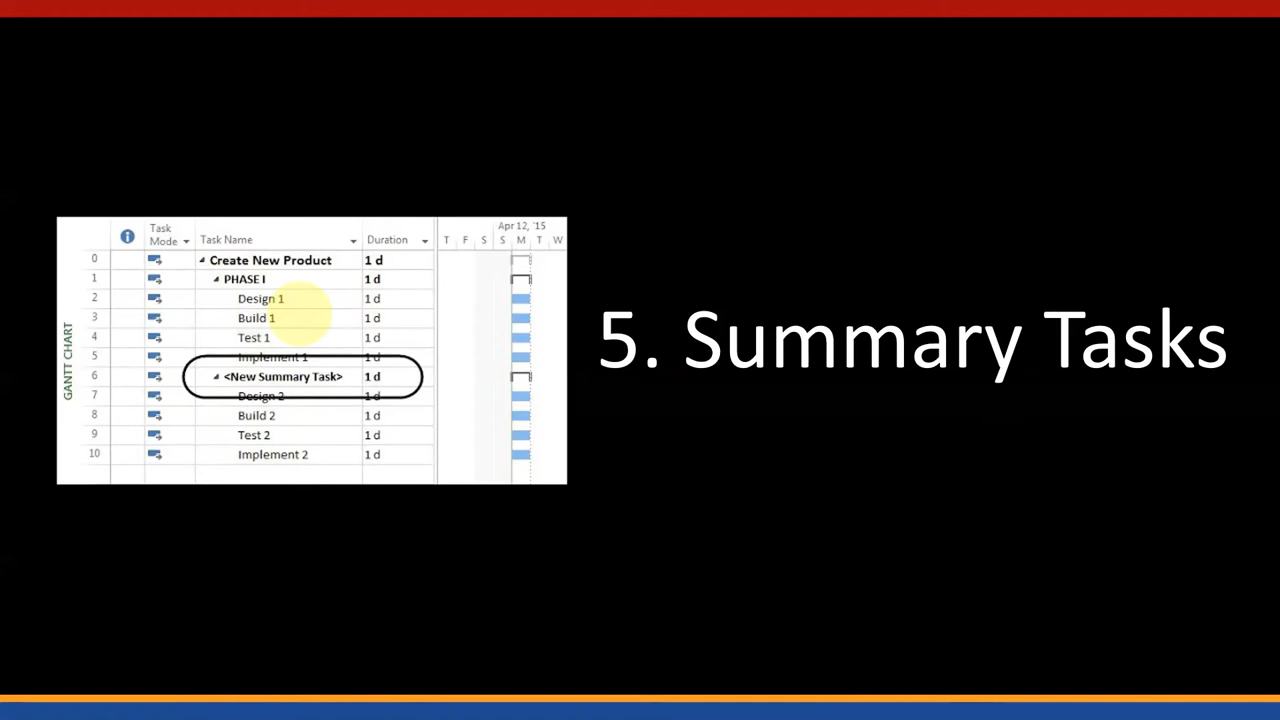 Apr 12, '15
Task Mode Task Name Duration T F S S M T W
0 Create New Product 1 d
1 PHASE I 1 d
2 Design 1 1 d
3 Build 1 1 d
4 Test 1 1 d
5 Implement 1 1 d
6 <New Summary Task> 1 d
7 Design 2 1 d
8 Build 2 1 d
9 Test 2 1 d
10 Implement 2 1 d
GANTT CHART
5. Summary Tasks